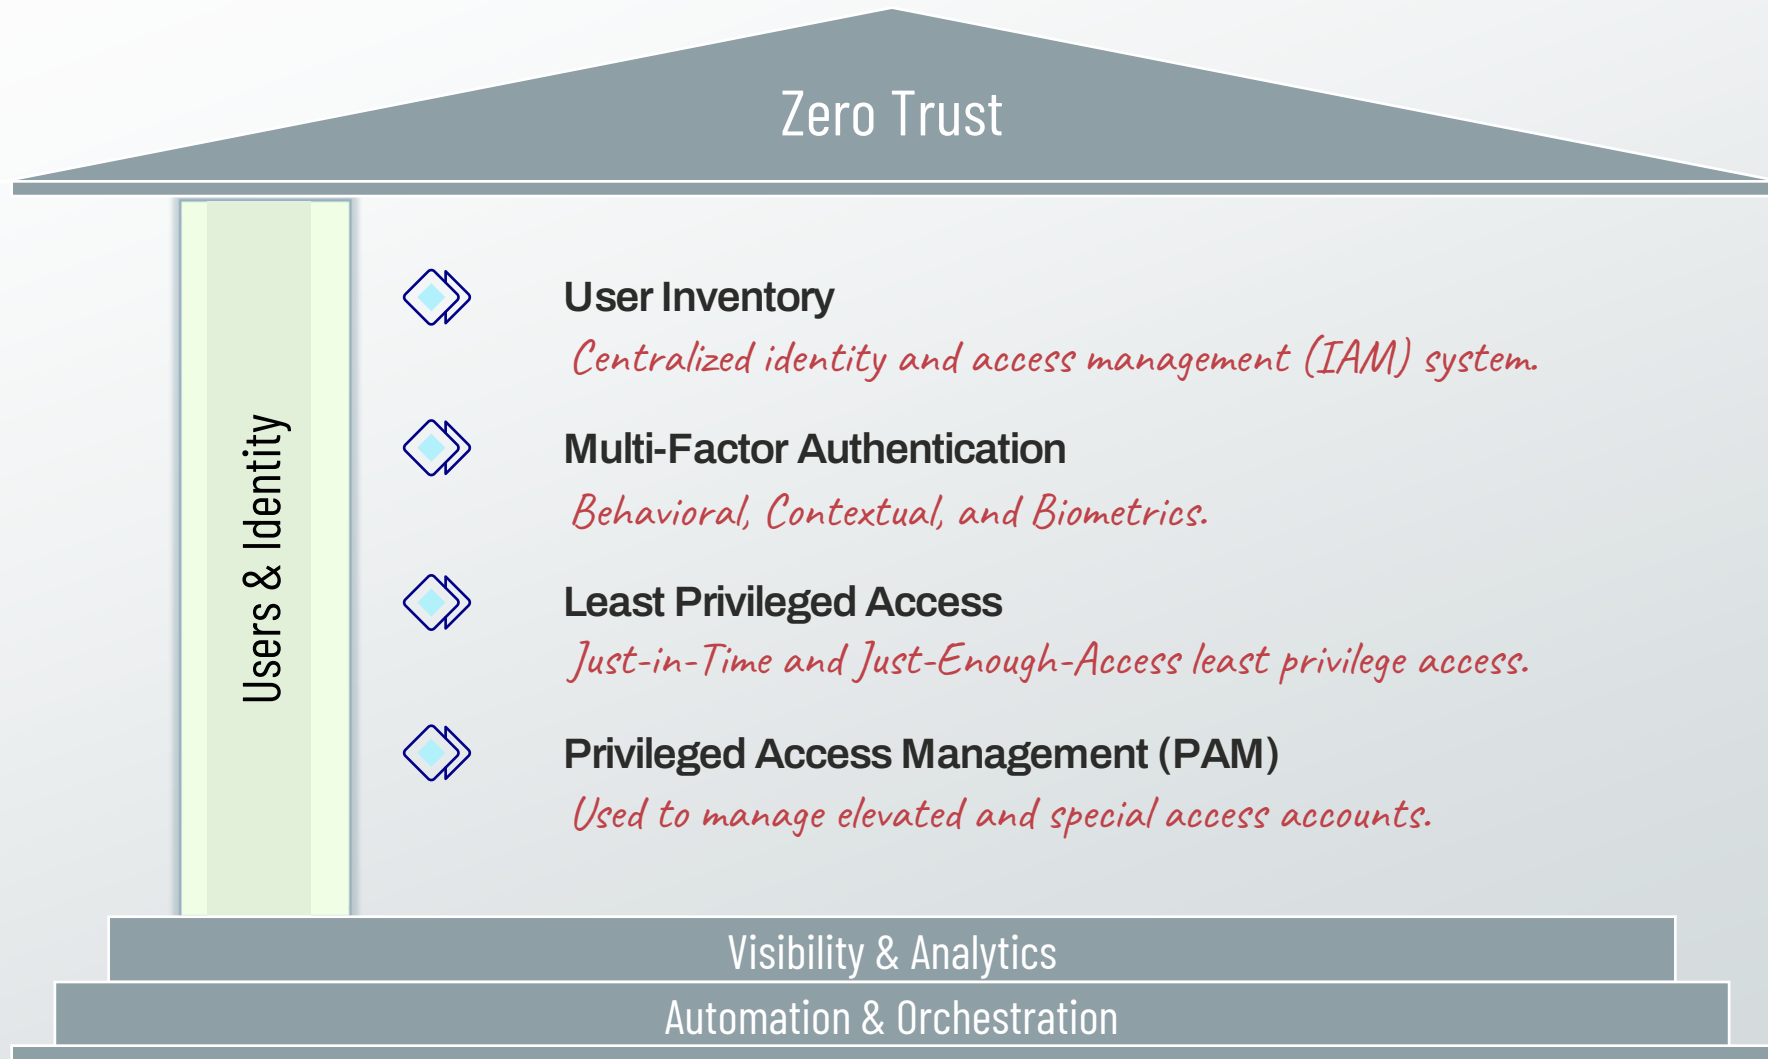 Zero Trust
Users & Identity
User Inventory
Centralized identity and access management (IAM) system.
Multi-Factor Authentication
Behavioral, Contextual, and Biometrics.
Least Privileged Access
Just-in-Time and Just-Enough-Access least privilege access.
Privileged Access Management (PAM)
Used to manage elevated and special access accounts.
Visibility & Analytics
Automation & Orchestration